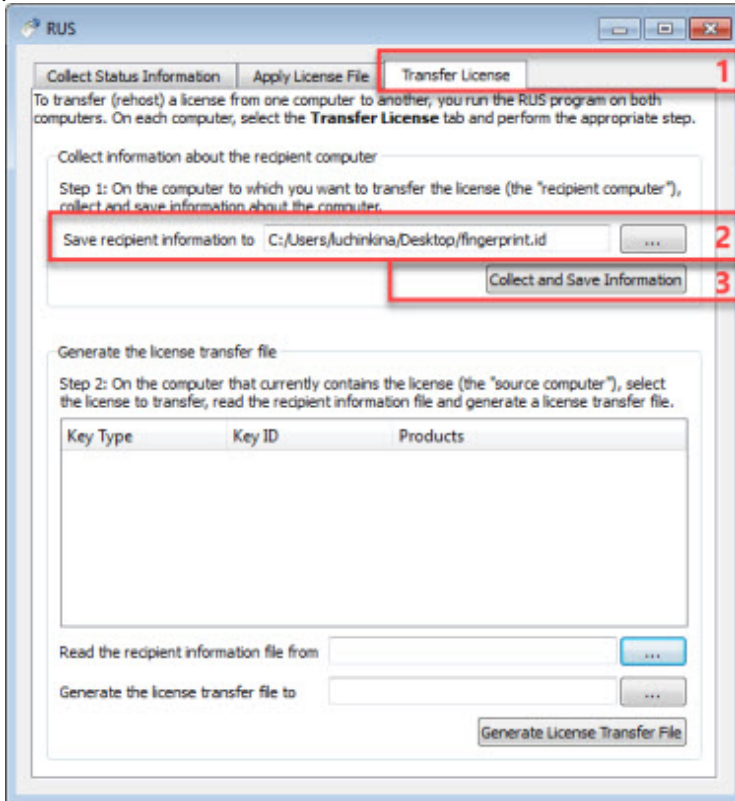 RUS
Collect Status Information Apply License File Transfer License 1
To transfer (rehost) a license from one computer to another, you run the RUS program on both
computers. On each computer, select the Transfer License tab and perform the appropriate step.
Collect information about the recipient computer
Step 1: On the computer to which you want to transfer the license (the "recipient computer"),
collect and save information about the computer.
Save recipient information to C:/Users/luchinkina/Desktop/fingerprint.id ... 2
Collect and Save Information 3
Generate the license transfer file
Step 2: On the computer that currently contains the license (the "source computer"), select
the license to transfer, read the recipient information file and generate a license transfer file.
Key Type Key ID Products
Read the recipient information file from ...
Generate the license transfer file to ...
Generate License Transfer File